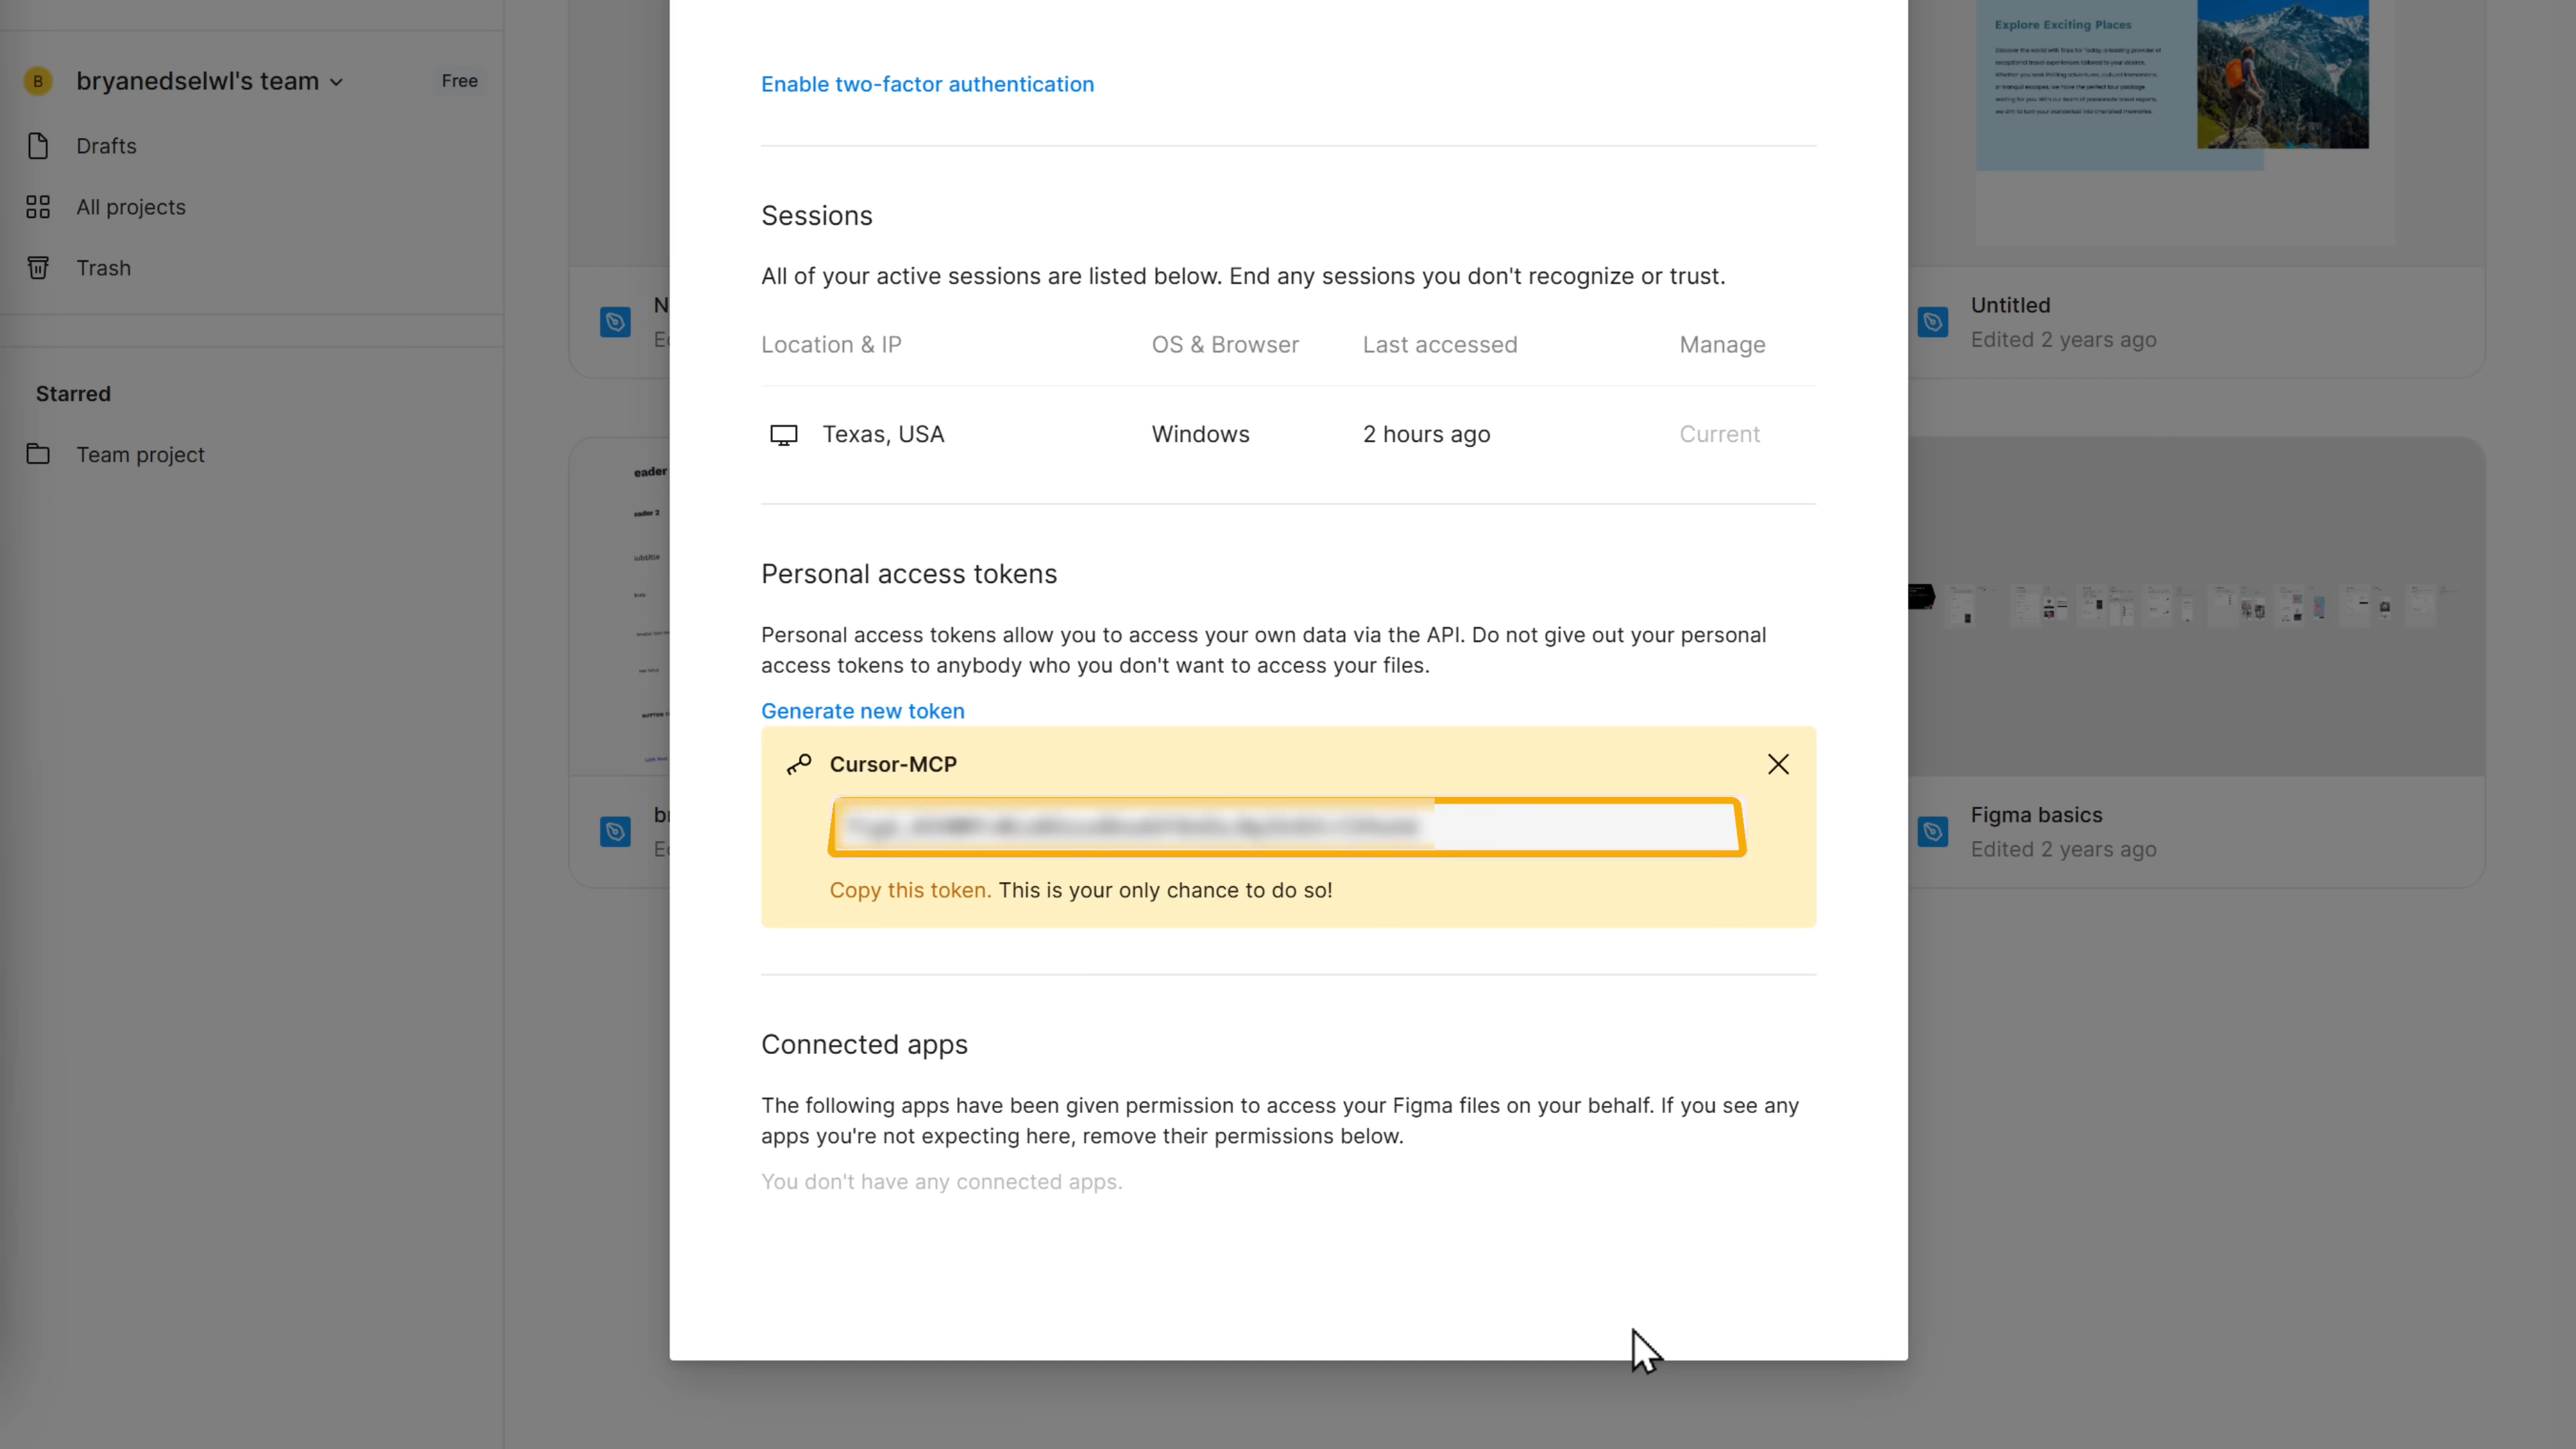 B bryanedselwl's team Free
Drafts
All projects
Trash
Starred
Team project
Enable two-factor authentication
Sessions
All of your active sessions are listed below. End any sessions you don't recognize or trust.
Location & IP OS & Browser Last accessed Manage
Texas, USA Windows 2 hours ago Current
Personal access tokens
Personal access tokens allow you to access your own data via the API. Do not give out your personal
access tokens to anybody who you don't want to access your files.
Generate new token
Cursor-MCP
Copy this token. This is your only chance to do so!
Connected apps
The following apps have been given permission to access your Figma files on your behalf. If you see any
apps you're not expecting here, remove their permissions below.
You don't have any connected apps.
eader
eader 2
Explore Exciting Places
Untitled
Edited 2 years ago
Figma basics
Edited 2 years ago